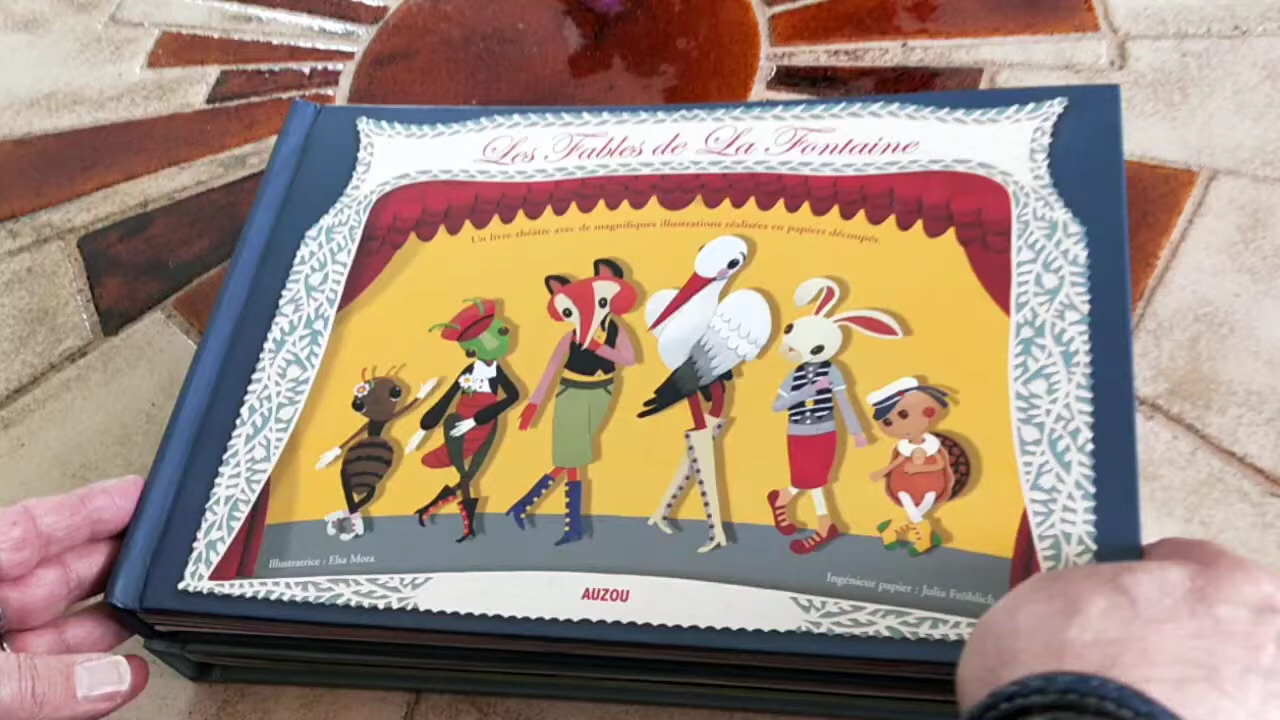 Les Fables de La Fontaine
Un livre-théâtre avec de magnifiques illustrations réalisées en papiers découpés
Illustratrice : Elsa Mora
Ingénieur papier : Julia Fröhlich
AUZOU